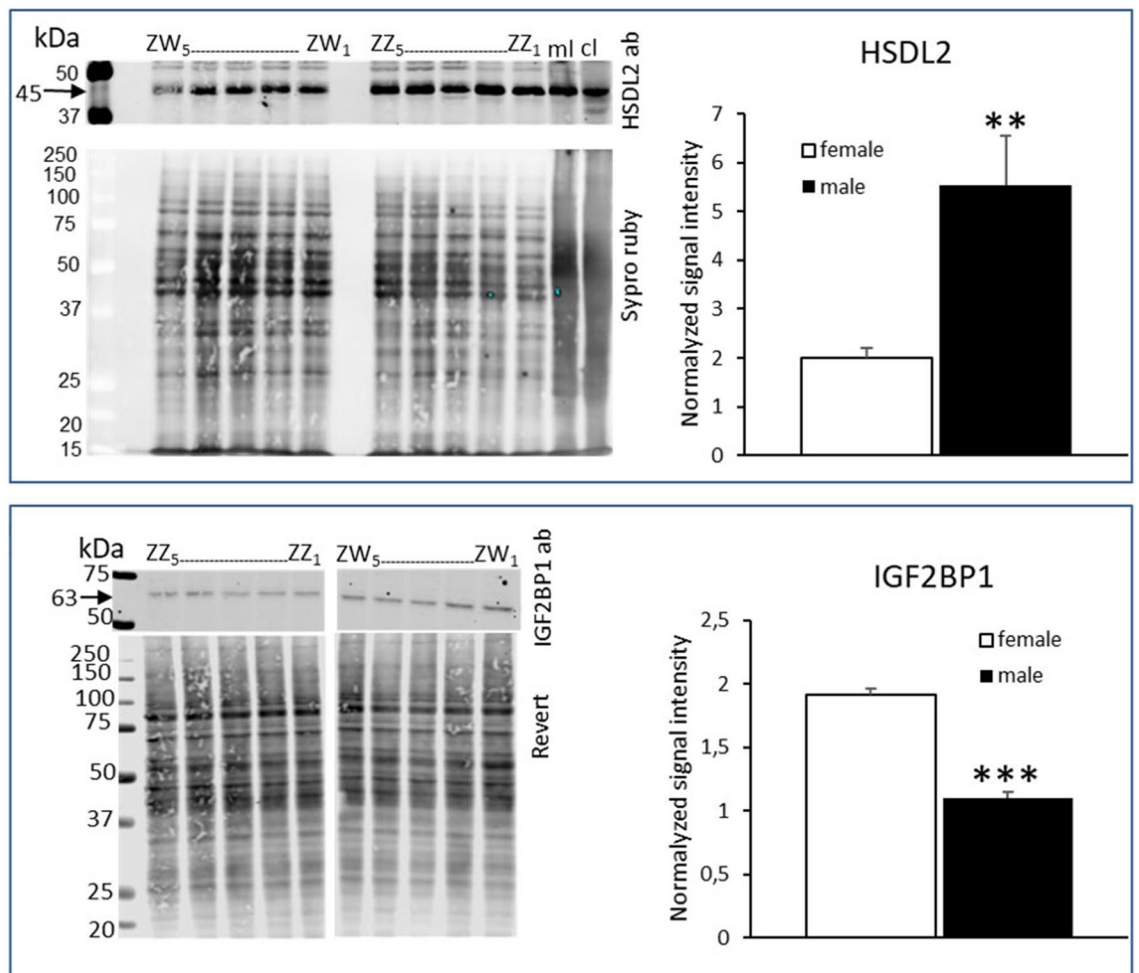 kDa
ZW5 ZW1 ZZ5 ZZ1 ml cl
50
45
37
HSDL2 ab
250
150
100
75
50
37
25
20
15
Sypro ruby
HSDL2
Normalized signal intensity
7
6
5
4
3
2
1
0
female
male
**
kDa
ZZ5 ZZ1 ZW5 ZW1
75
63
50
IGF2BP1 ab
250
150
100
75
50
37
25
20
Revert
IGF2BP1
Normalized signal intensity
2,5
2
1,5
1
0,5
0
female
male
***